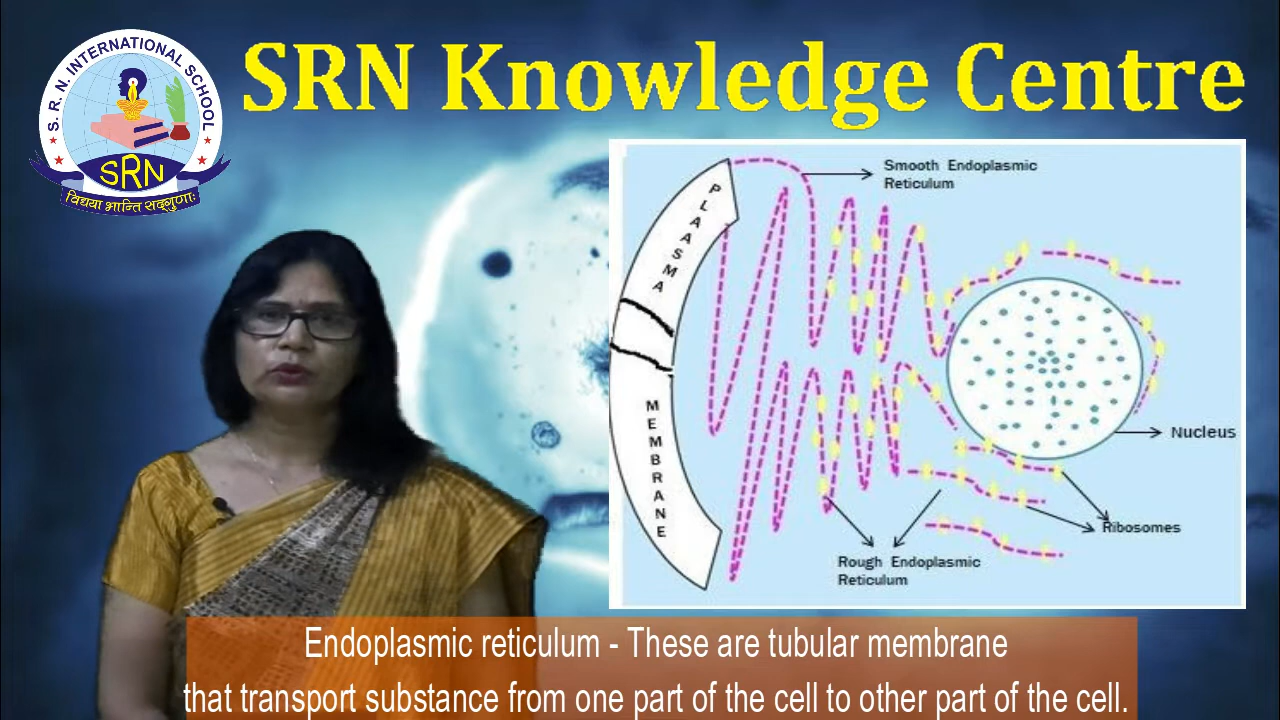 S. R. N. INTERNATIONAL SCHOOL
SRN
विद्यया भान्ति सद्गुणाः
SRN Knowledge Centre
PLAASMA
MEMBRANE
Smooth Endoplasmic
Reticulum
Nucleus
Ribosomes
Rough Endoplasmic
Reticulum
Endoplasmic reticulum - These are tubular membrane
that transport substance from one part of the cell to other part of the cell.